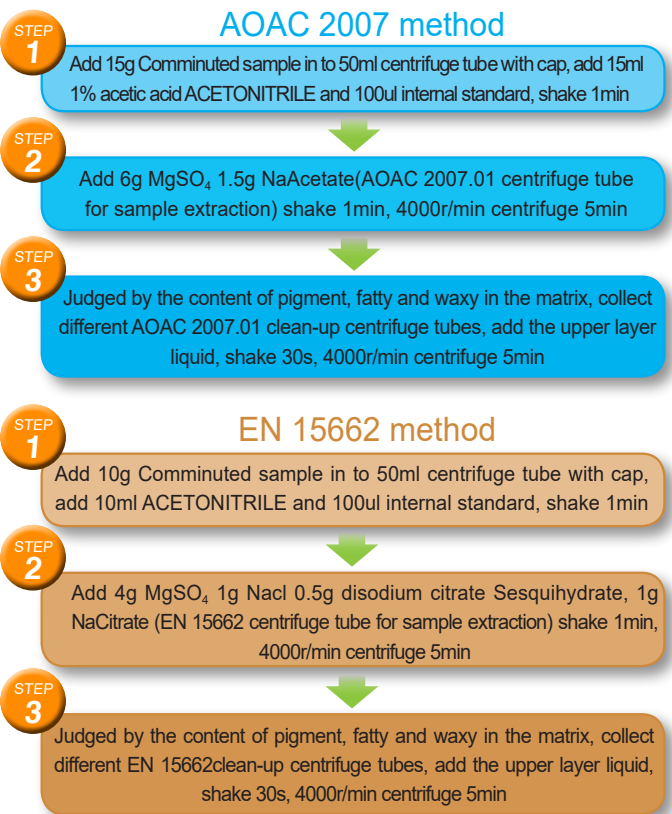 AOAC 2007 method
STEP
1
Add 15g Comminuted sample in to 50ml centrifuge tube with cap, add 15ml
1% acetic acid ACETONITRILE and 100ul internal standard, shake 1min
STEP
2
Add 6g MgSO₄ 1.5g NaAcetate(AOAC 2007.01 centrifuge tube
for sample extraction) shake 1min, 4000r/min centrifuge 5min
STEP
3
Judged by the content of pigment, fatty and waxy in the matrix, collect
different AOAC 2007.01 clean-up centrifuge tubes, add the upper layer
liquid, shake 30s, 4000r/min centrifuge 5min
EN 15662 method
STEP
1
Add 10g Comminuted sample in to 50ml centrifuge tube with cap,
add 10ml ACETONITRILE and 100ul internal standard, shake 1min
STEP
2
Add 4g MgSO₄ 1g Nacl 0.5g disodium citrate Sesquihydrate, 1g
NaCitrate (EN 15662 centrifuge tube for sample extraction) shake 1min,
4000r/min centrifuge 5min
STEP
3
Judged by the content of pigment, fatty and waxy in the matrix, collect
different EN 15662clean-up centrifuge tubes, add the upper layer liquid,
shake 30s, 4000r/min centrifuge 5min